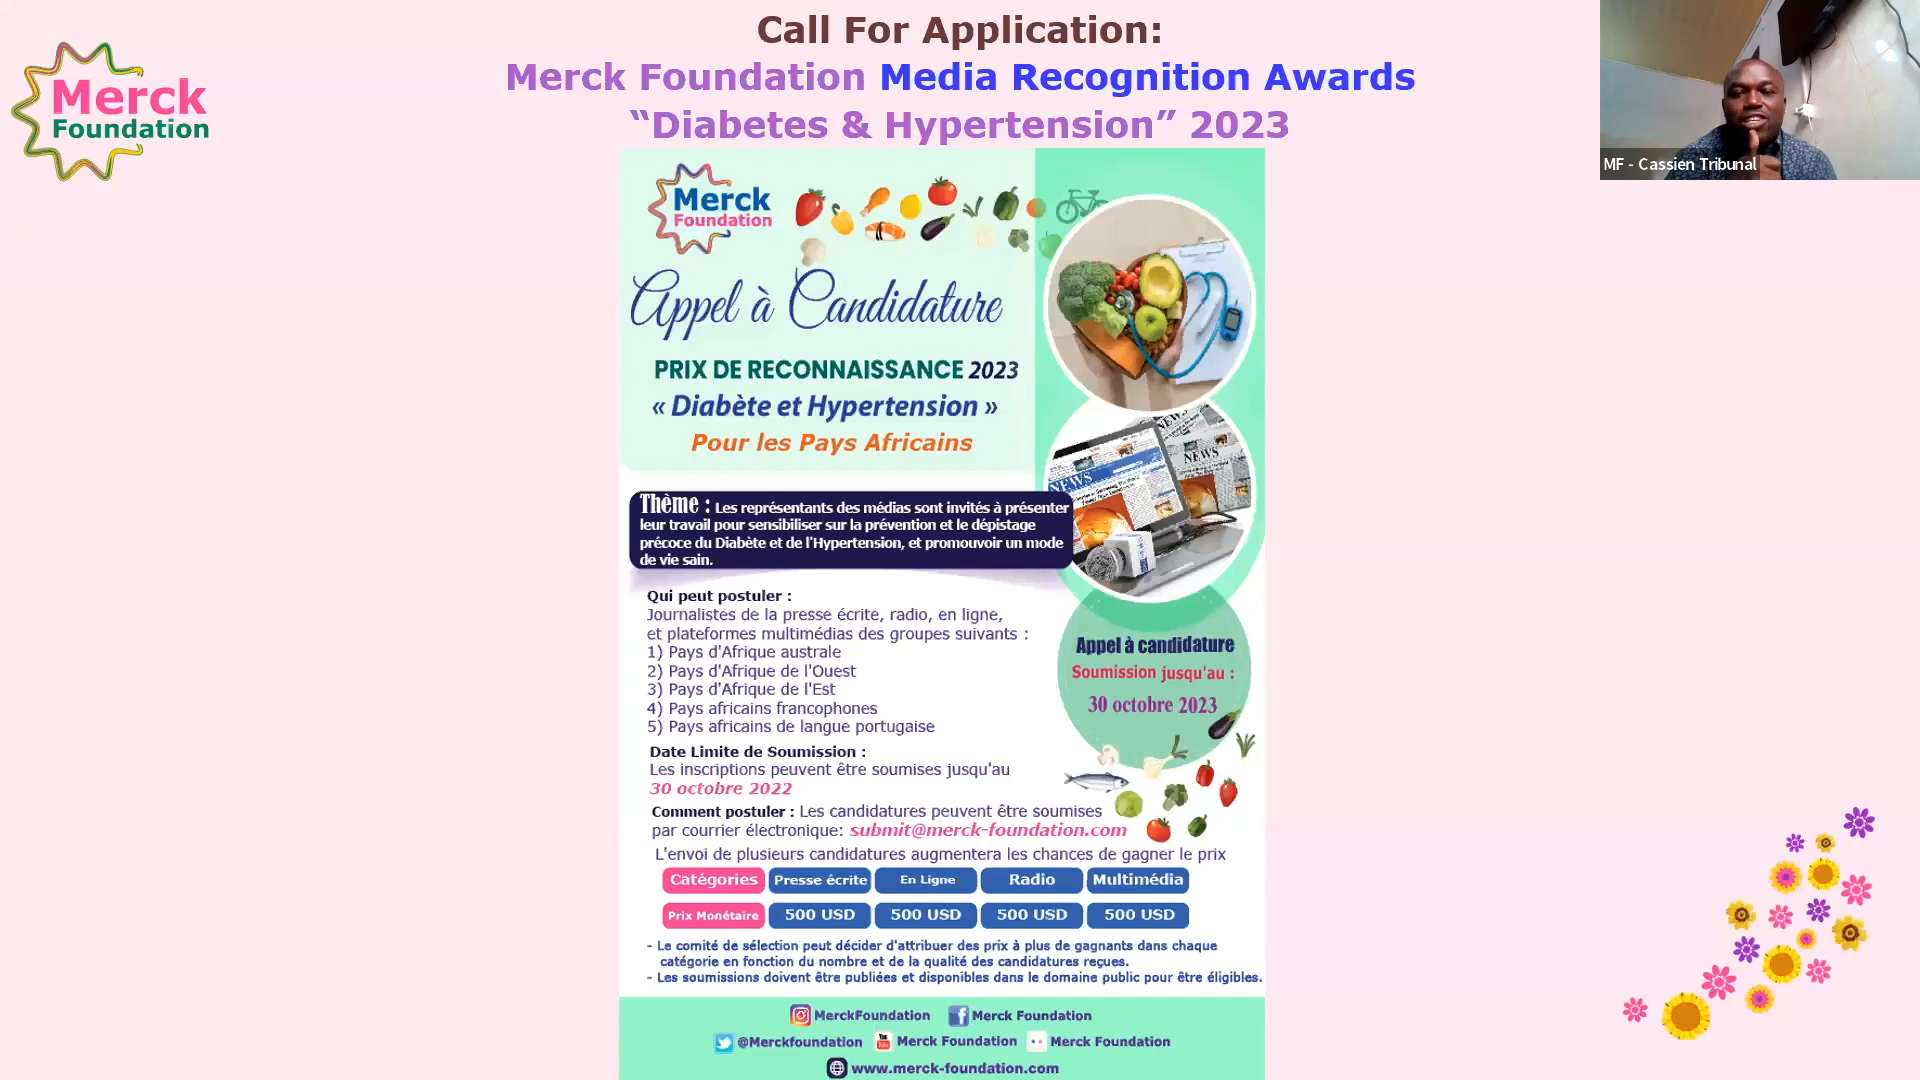 Call For Application:
Merck Foundation Media Recognition Awards
“Diabetes & Hypertension” 2023
Merck
Foundation
MF - Cassien Tribunal
Merck
Foundation
Appel à Candidature
PRIX DE RECONNAISSANCE 2023
« Diabète et Hypertension »
Pour les Pays Africains
NEWS
NEWS
NEWS
Thème : Les représentants des médias sont invités à présenter
leur travail pour sensibiliser sur la prévention et le dépistage
précoce du Diabète et de l'Hypertension, et promouvoir un mode
de vie sain.
Qui peut postuler :
Journalistes de la presse écrite, radio, en ligne,
et plateformes multimédias des groupes suivants :
1) Pays d'Afrique australe
2) Pays d'Afrique de l'Ouest
3) Pays d'Afrique de l'Est
4) Pays africains francophones
5) Pays africains de langue portugaise
Appel à candidature
Soumission jusqu'au :
30 octobre 2023
Date Limite de Soumission :
Les inscriptions peuvent être soumises jusqu'au
30 octobre 2022
Comment postuler : Les candidatures peuvent être soumises
par courrier électronique: submit@merck-foundation.com
L'envoi de plusieurs candidatures augmentera les chances de gagner le prix
Catégories Presse écrite En Ligne Radio Multimédia
Prix Monétaire 500 USD 500 USD 500 USD 500 USD
- Le comité de sélection peut décider d'attribuer des prix à plus de gagnants dans chaque
catégorie en fonction du nombre et de la qualité des candidatures reçues.
- Les soumissions doivent être publiées et disponibles dans le domaine public pour être éligibles.
MerckFoundation Merck Foundation
@Merckfoundation Merck Foundation Merck Foundation
www.merck-foundation.com